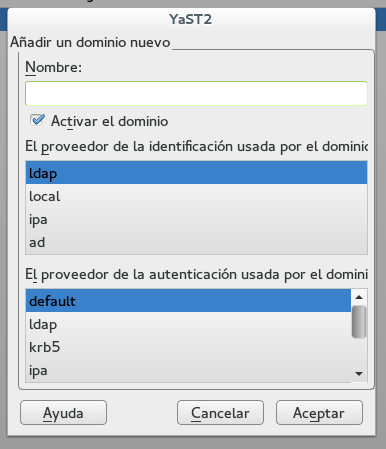 YaST2
Añadir un dominio nuevo
Nombre:
Activar el dominio
El proveedor de la identificación usada por el dominic
ldap
local
ipa
ad
El proveedor de la autenticación usada por el domini
default
ldap
krb5
ipa
Ayuda
Cancelar
Aceptar